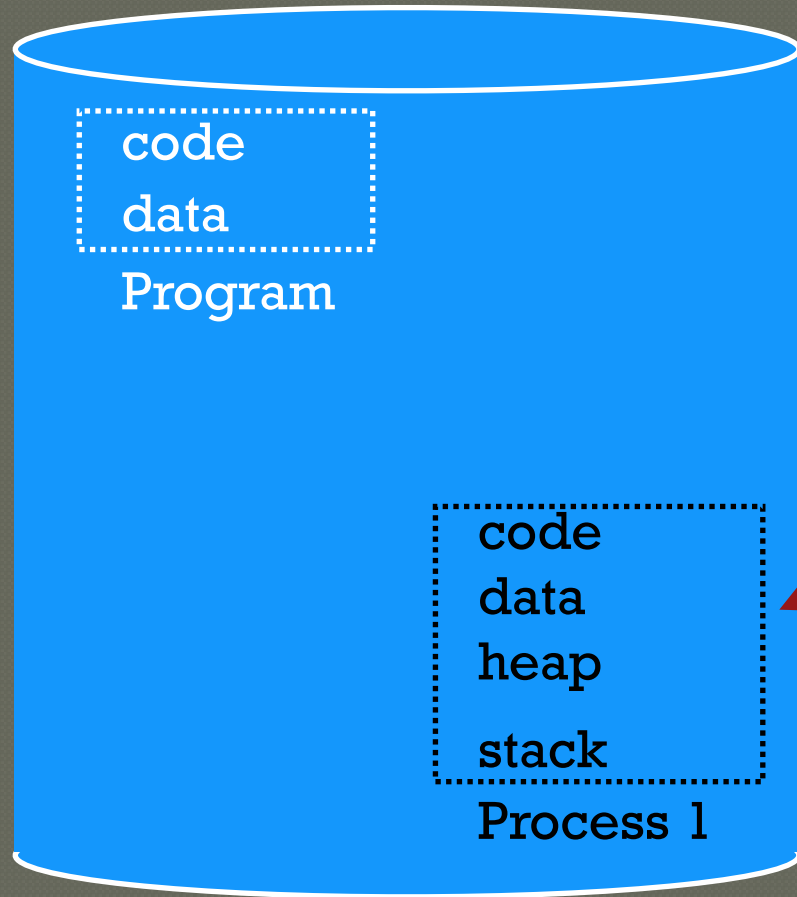 code
data
Program
code
data
heap
stack
Process 1